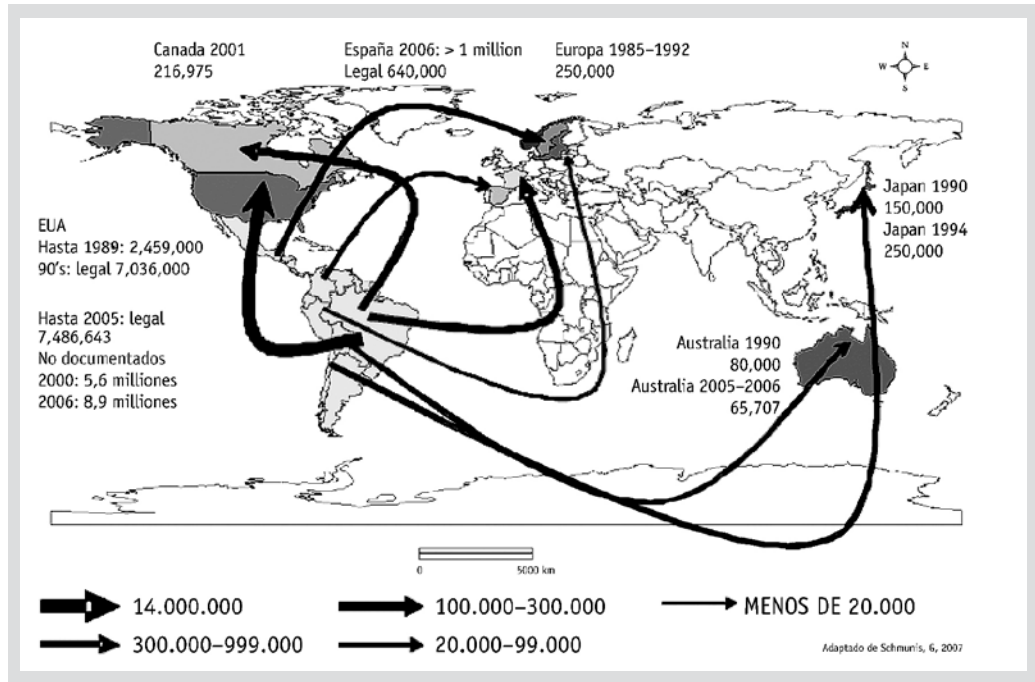 Canada 2001
216,975
España 2006: > 1 million
Legal 640,000
Europa 1985–1992
250,000
N
W E
S
Japan 1990
150,000
Japan 1994
250,000
EUA
Hasta 1989: 2,459,000
90's: legal 7,036,000
Hasta 2005: legal
7,486,643
No documentados
2000: 5,6 milliones
2006: 8,9 milliones
Australia 1990
80,000
Australia 2005–2006
65,707
0 5000 km
14.000.000
100.000–300.000
MENOS DE 20.000
300.000–999.000
20.000–99.000
Adaptado de Schmunis, G, 2007